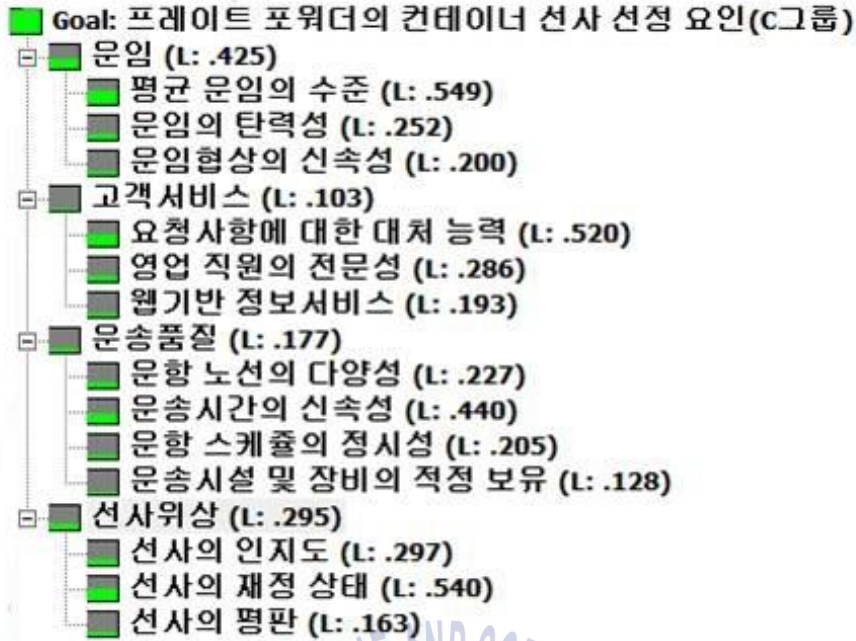 Goal: 프레이트 포워더의 컨테이너 선사 선정 요인(C그룹)
운임 (L: .425)
평균 운임의 수준 (L: .549)
운임의 탄력성 (L: .252)
운임협상의 신속성 (L: .200)
고객서비스 (L: .103)
요청사항에 대한 대처 능력 (L: .520)
영업 직원의 전문성 (L: .286)
웹기반 정보서비스 (L: .193)
운송품질 (L: .177)
운항 노선의 다양성 (L: .227)
운송시간의 신속성 (L: .440)
운항 스케쥴의 정시성 (L: .205)
운송시설 및 장비의 적정 보유 (L: .128)
선사위상 (L: .295)
선사의 인지도 (L: .297)
선사의 재정 상태 (L: .540)
선사의 평판 (L: .163)